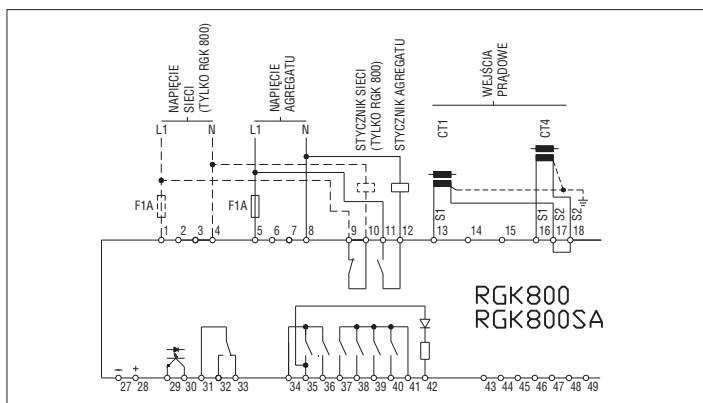 NAPIĘCIE
SIECI
(TYLKO RGK 800)
NAPIĘCIE
AGREGATU
STYCZNIK SIECI
(TYLKO RGK 800)
STYCZNIK AGREGATU
WEJŚCIA
PRĄDOWE
L1 N L1 N CT1 CT4
F1A F1A S1 S1 S2 S2
1 2 3 4 5 6 7 8 9 10 11 12 13 14 15 16 17 18
RGK800
RGK800SA
- +
27 28 29 30 31 32 33 34 35 36 37 38 39 40 41 42 43 44 45 46 47 48 49